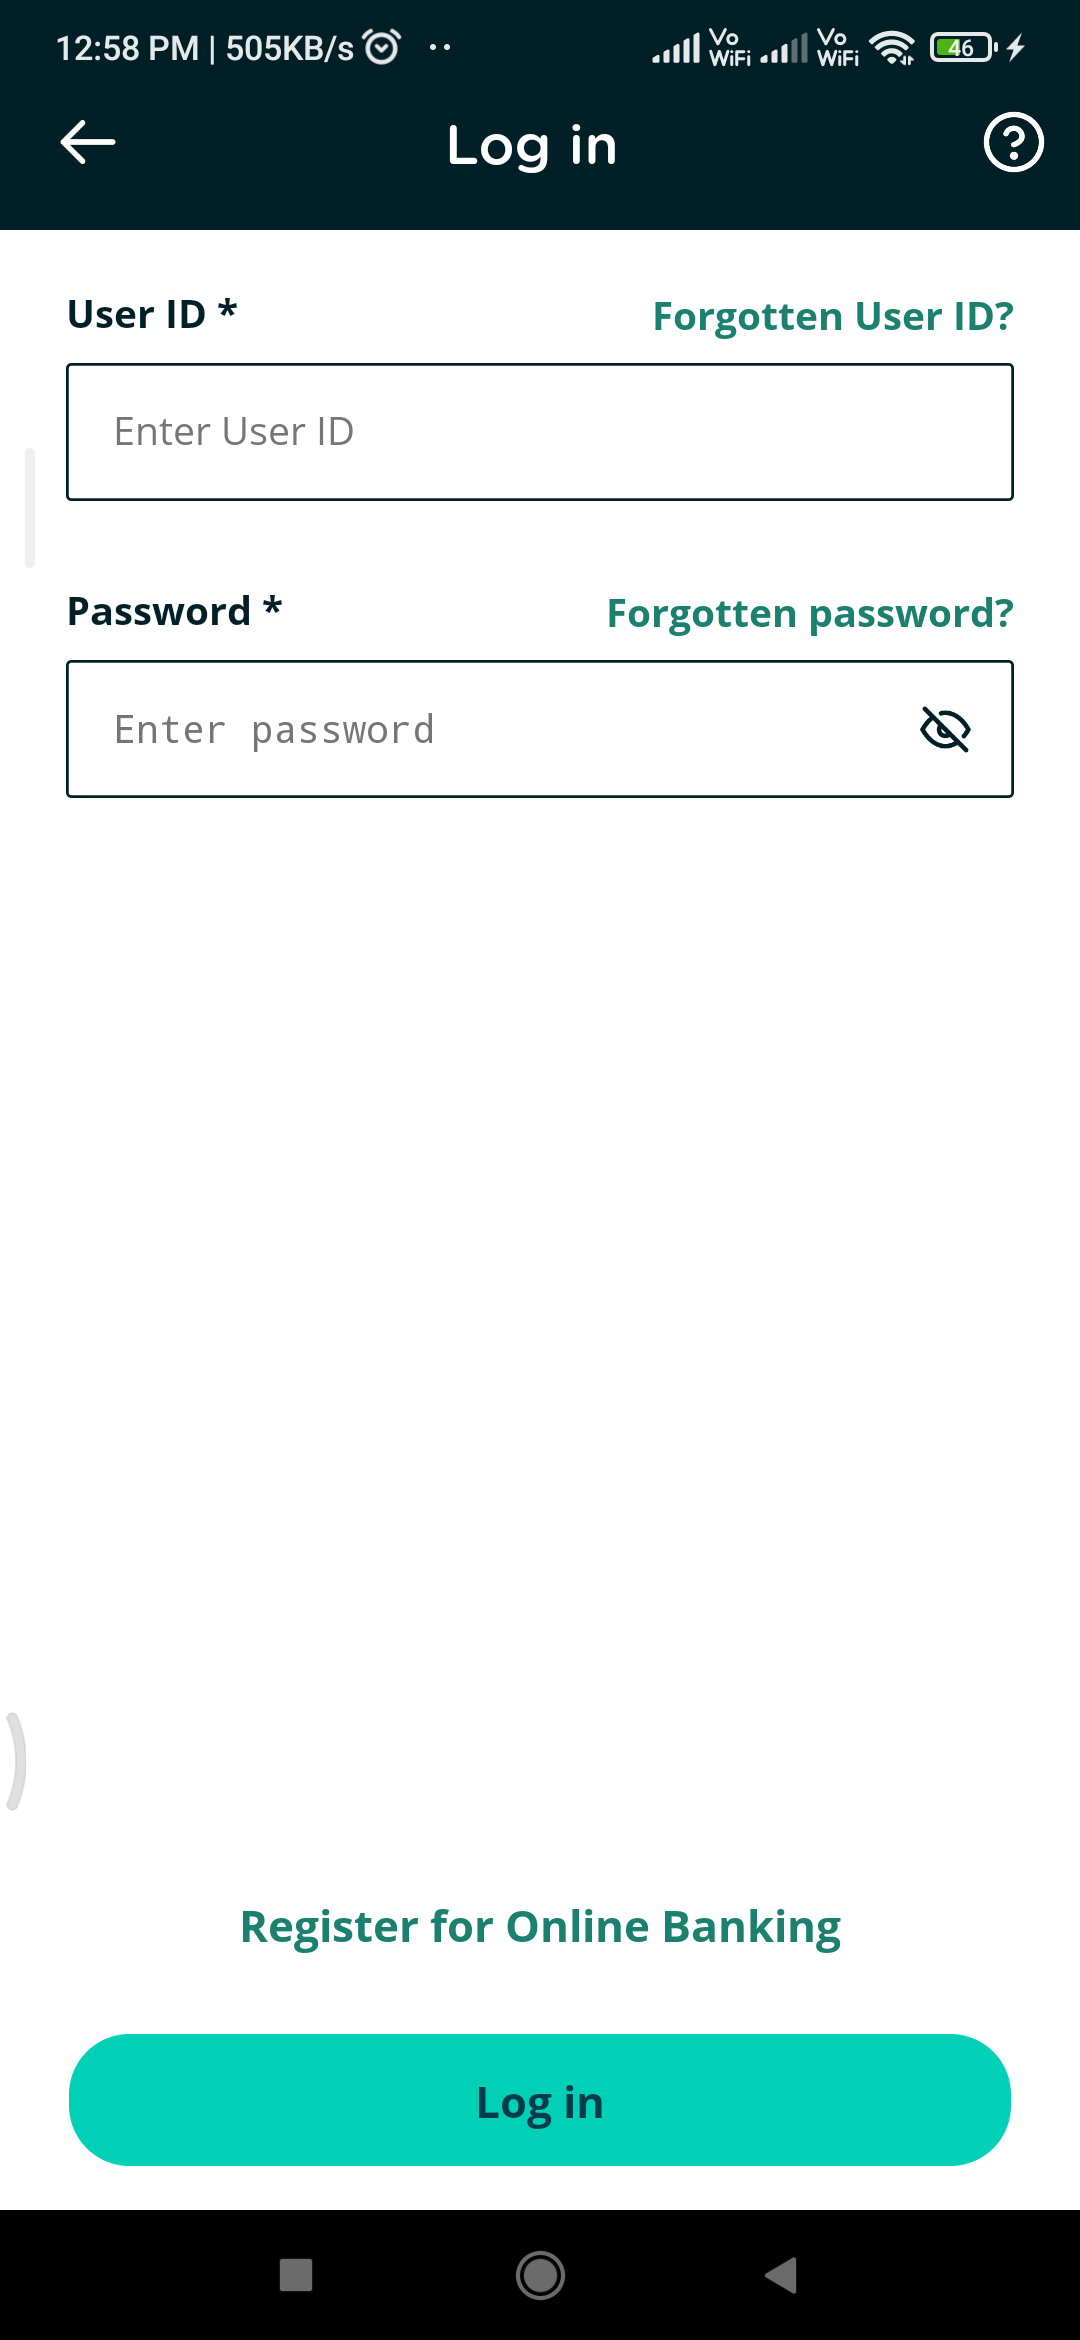 12:58 PM | 505KB/s Vo WiFi Vo WiFi 46
Log in
User ID * Forgotten User ID?
Enter User ID
Password * Forgotten password?
Enter password
Register for Online Banking
Log in